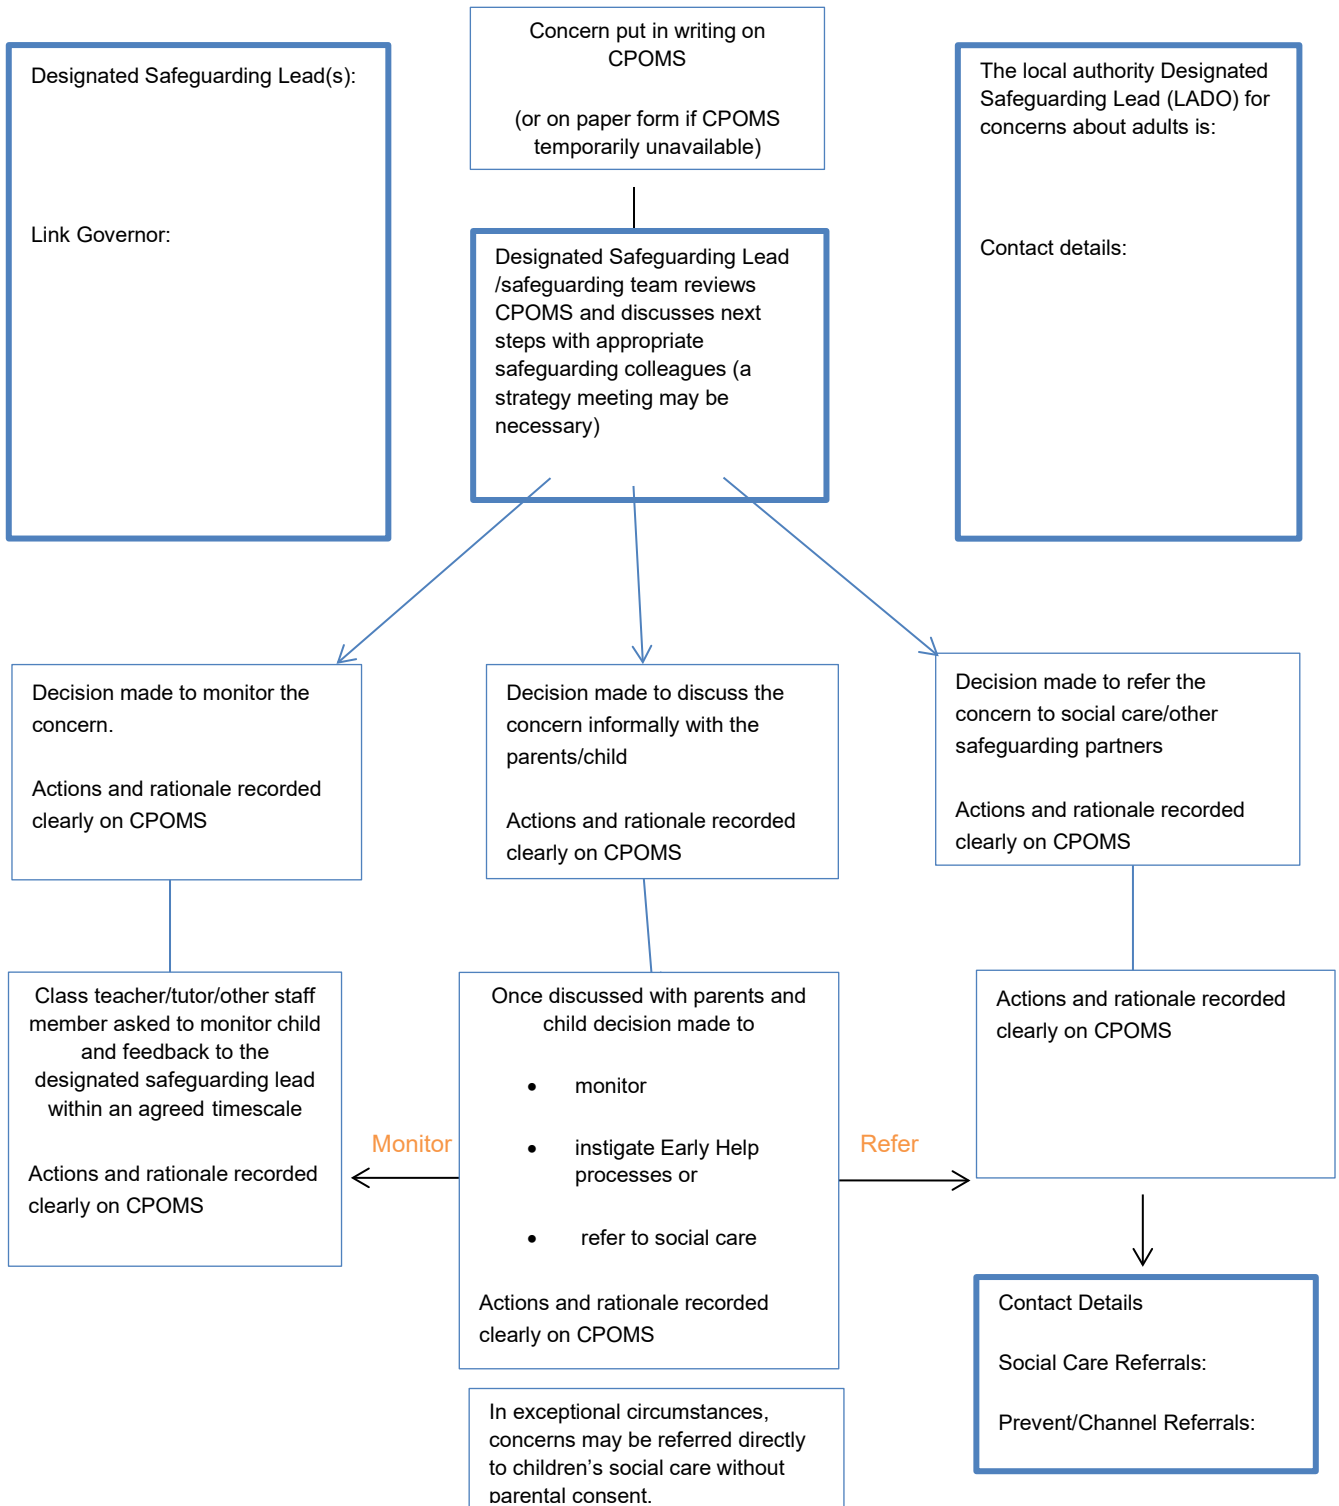 Concern put in writing on
CPOMS
(or on paper form if CPOMS
temporarily unavailable)
Designated Safeguarding Lead(s):
Link Governor:
The local authority Designated
Safeguarding Lead (LADO) for
concerns about adults is:
Contact details:
Designated Safeguarding Lead
/safeguarding team reviews
CPOMS and discusses next
steps with appropriate
safeguarding colleagues (a
strategy meeting may be
necessary)
Decision made to monitor the
concern.
Actions and rationale recorded
clearly on CPOMS
Decision made to discuss the
concern informally with the
parents/child
Actions and rationale recorded
clearly on CPOMS
Decision made to refer the
concern to social care/other
safeguarding partners
Actions and rationale recorded
clearly on CPOMS
Class teacher/tutor/other staff
member asked to monitor child
and feedback to the
designated safeguarding lead
within an agreed timescale
Actions and rationale recorded
clearly on CPOMS
Monitor
Once discussed with parents and
child decision made to
• monitor
• instigate Early Help
processes or
• refer to social care
Actions and rationale recorded
clearly on CPOMS
Refer
Actions and rationale recorded
clearly on CPOMS
Contact Details
Social Care Referrals:
Prevent/Channel Referrals:
In exceptional circumstances,
concerns may be referred directly
to children’s social care without
parental consent.